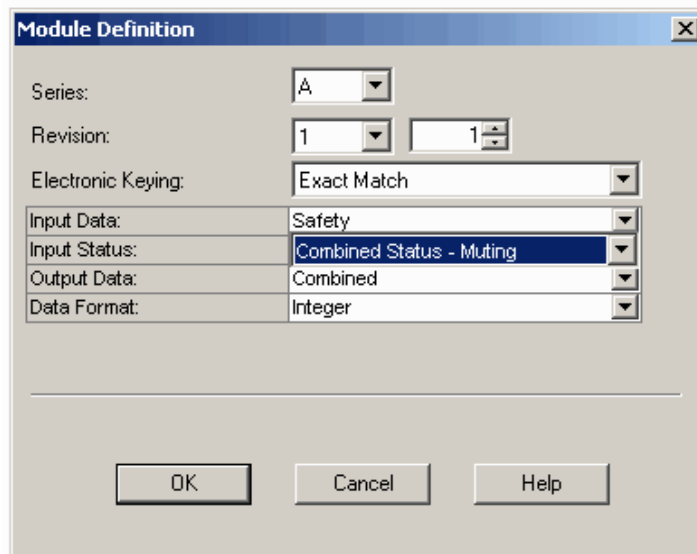 Module Definition
Series: A
Revision: 1 1
Electronic Keying: Exact Match
Input Data: Safety
Input Status: Combined Status - Muting
Output Data: Combined
Data Format: Integer
OK Cancel Help